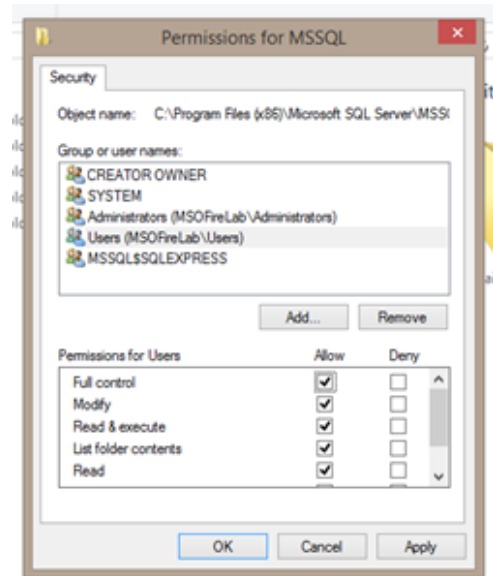 Permissions for MSSQL
Security
Object name: C:\Program Files (x86)\Microsoft SQL Server\MSS
Group or user names:
CREATOR OWNER
SYSTEM
Administrators (MSOFireLab\Administrators)
Users (MSOFireLab\Users)
MSSQL$SQLEXPRESS
Add... Remove
Permissions for Users Allow Deny
Full control
Modify
Read & execute
List folder contents
Read
OK Cancel Apply